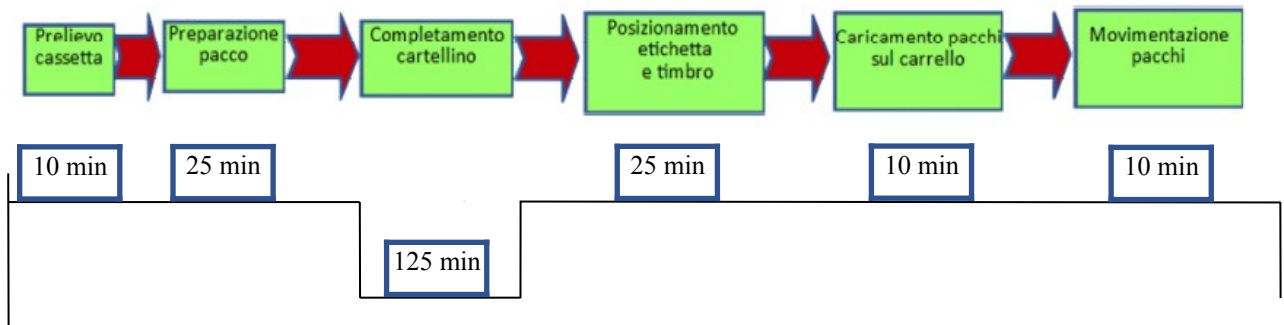 Prelievo
cassetta
Preparazione
pacco
Completamento
cartellino
Posizionamento
etichetta
e timbro
Caricamento pacchi
sul carrello
Movimentazione
pacchi
10 min
25 min
125 min
25 min
10 min
10 min